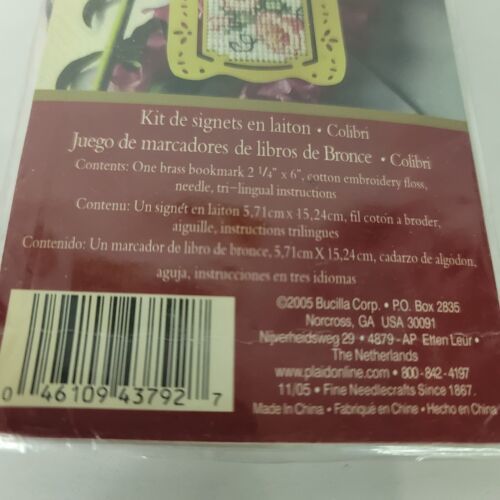 Kit de signets en laiton • Colibri
Juego de marcadores de libros de Bronce • Colibri
Contents: One brass bookmark 2 ¼" x 6", cotton embroidery floss,
needle, tri-lingual instructions
Contenu: Un signet en laiton 5,71cm x 15,24cm, fil coton a broder,
aiguille, instructions trilingues
Contenido: Un marcador de libro de bronce, 5,71cm X 15,24cm, cadarzo de algódon,
aguja, instrucciones en tres idiomas
©2005 Bucilla Corp. • P.O. Box 2835
Norcross, GA USA 30091
Nijverheidsweg 29 • 4879-AP Etten Leur •
The Netherlands
www.plaidonline.com • 800-842-4197
11/05 • Fine Needlecrafts Since 1867.
Made in China • Fabriqué en Chine • Hecho en China
0 46109 43792 7